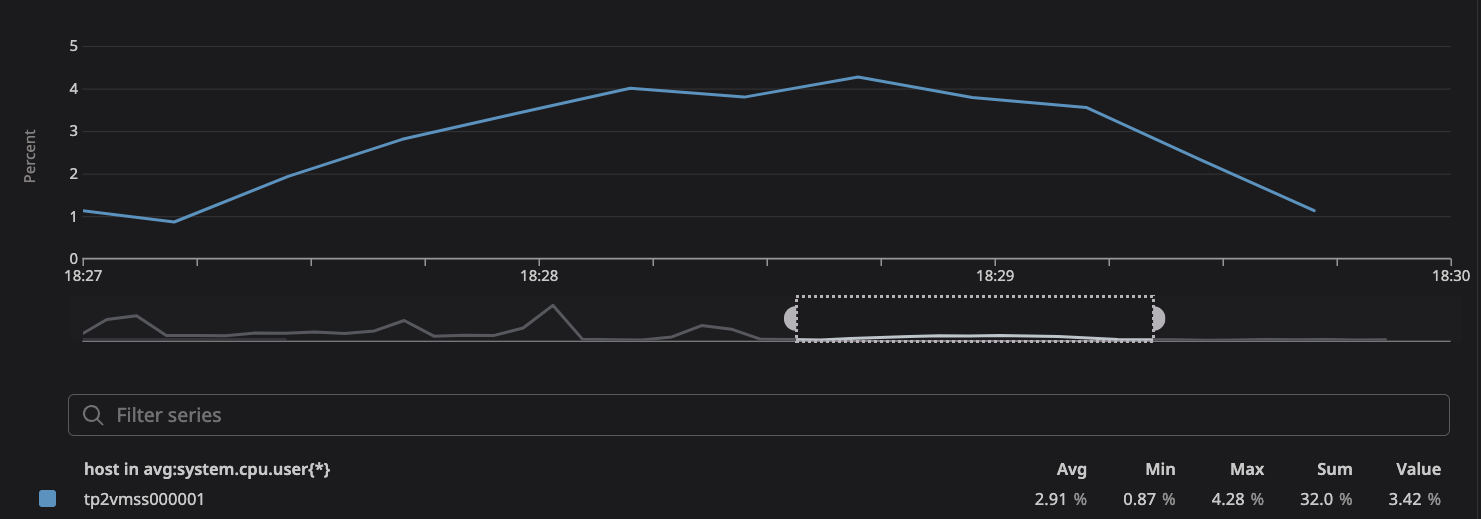 5
4
3
2
1
0
Percent
18:27 18:28 18:29 18:30
Filter series
host in avg:system.cpu.user{*} Avg Min Max Sum Value
tp2vmss000001 2.91 % 0.87 % 4.28 % 32.0 % 3.42 %